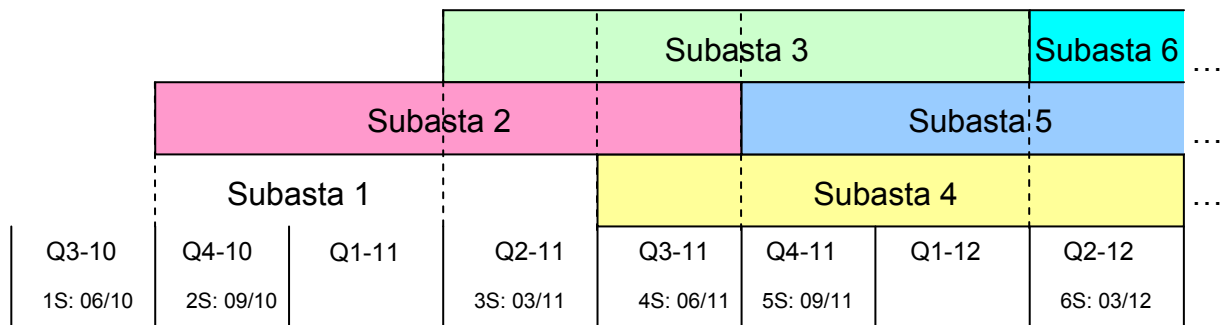 Subasta 3
Subasta 6
...
Subasta 2
Subasta 5
...
Subasta 1
Subasta 4
...
Q3-10 Q4-10 Q1-11 Q2-11 Q3-11 Q4-11 Q1-12 Q2-12
1S: 06/10 2S: 09/10 3S: 03/11 4S: 06/11 5S: 09/11 6S: 03/12